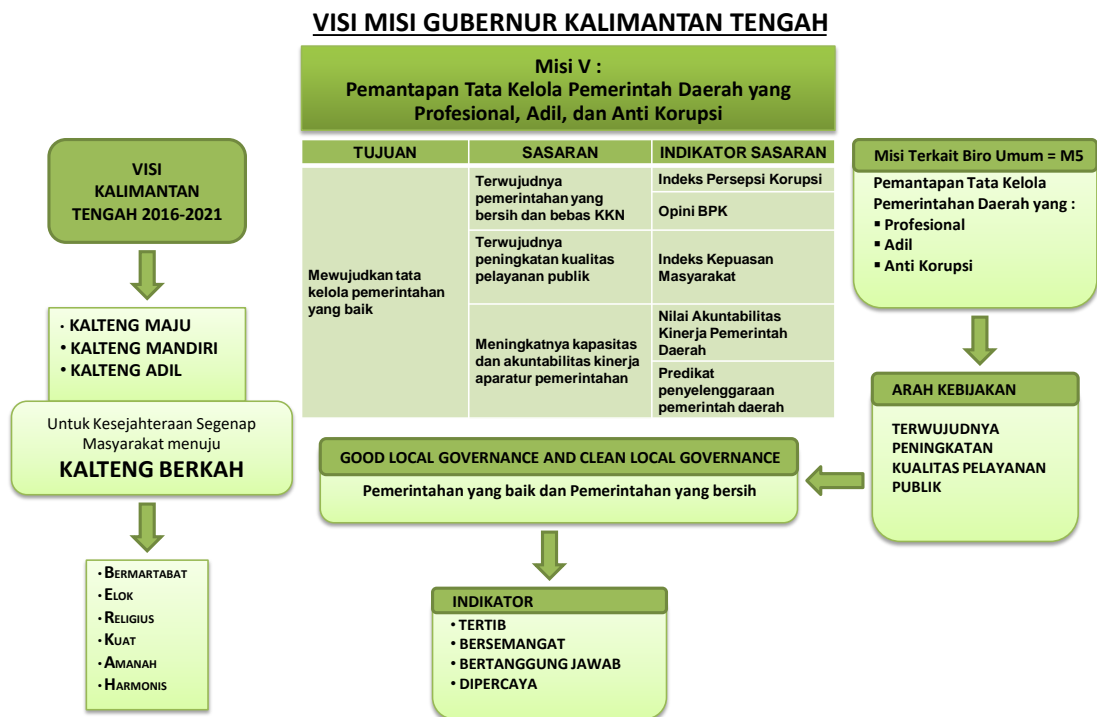 VISI MISI GUBERNUR KALIMANTAN TENGAH
Misi V :
Pemantapan Tata Kelola Pemerintah Daerah yang
Profesional, Adil, dan Anti Korupsi
VISI
KALIMANTAN
TENGAH 2016-2021
• KALTENG MAJU
• KALTENG MANDIRI
• KALTENG ADIL
Untuk Kesejahteraan Segenap
Masyarakat menuju
KALTENG BERKAH
• BERMARTABAT
• ELOK
• RELIGIUS
• KUAT
• AMANAH
• HARMONIS
TUJUAN
SASARAN
INDIKATOR SASARAN
Mewujudkan tata
kelola pemerintahan
yang baik
Terwujudnya
pemerintahan yang
bersih dan bebas KKN
Indeks Persepsi Korupsi
Opini BPK
Terwujudnya
peningkatan kualitas
pelayanan publik
Indeks Kepuasan
Masyarakat
Meningkatnya kapasitas
dan akuntabilitas kinerja
aparatur pemerintahan
Nilai Akuntabilitas
Kinerja Pemerintah
Daerah
Predikat
penyelenggaraan
pemerintah daerah
Misi Terkait Biro Umum = M5
Pemantapan Tata Kelola
Pemerintahan Daerah yang :
▪ Profesional
▪ Adil
▪ Anti Korupsi
ARAH KEBIJAKAN
TERWUJUDNYA
PENINGKATAN
KUALITAS PELAYANAN
PUBLIK
GOOD LOCAL GOVERNANCE AND CLEAN LOCAL GOVERNANCE
Pemerintahan yang baik dan Pemerintahan yang bersih
INDIKATOR
• TERTIB
• BERSEMANGAT
• BERTANGGUNG JAWAB
• DIPERCAYA